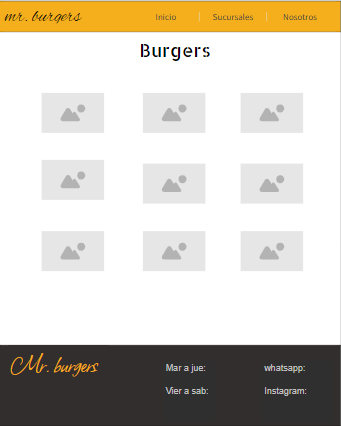 mr. burgers
Inicio | Sucursales | Nosotros
Burgers
Mr. burgers
Mar a jue:
whatsapp:
Vier a sab:
Instagram: